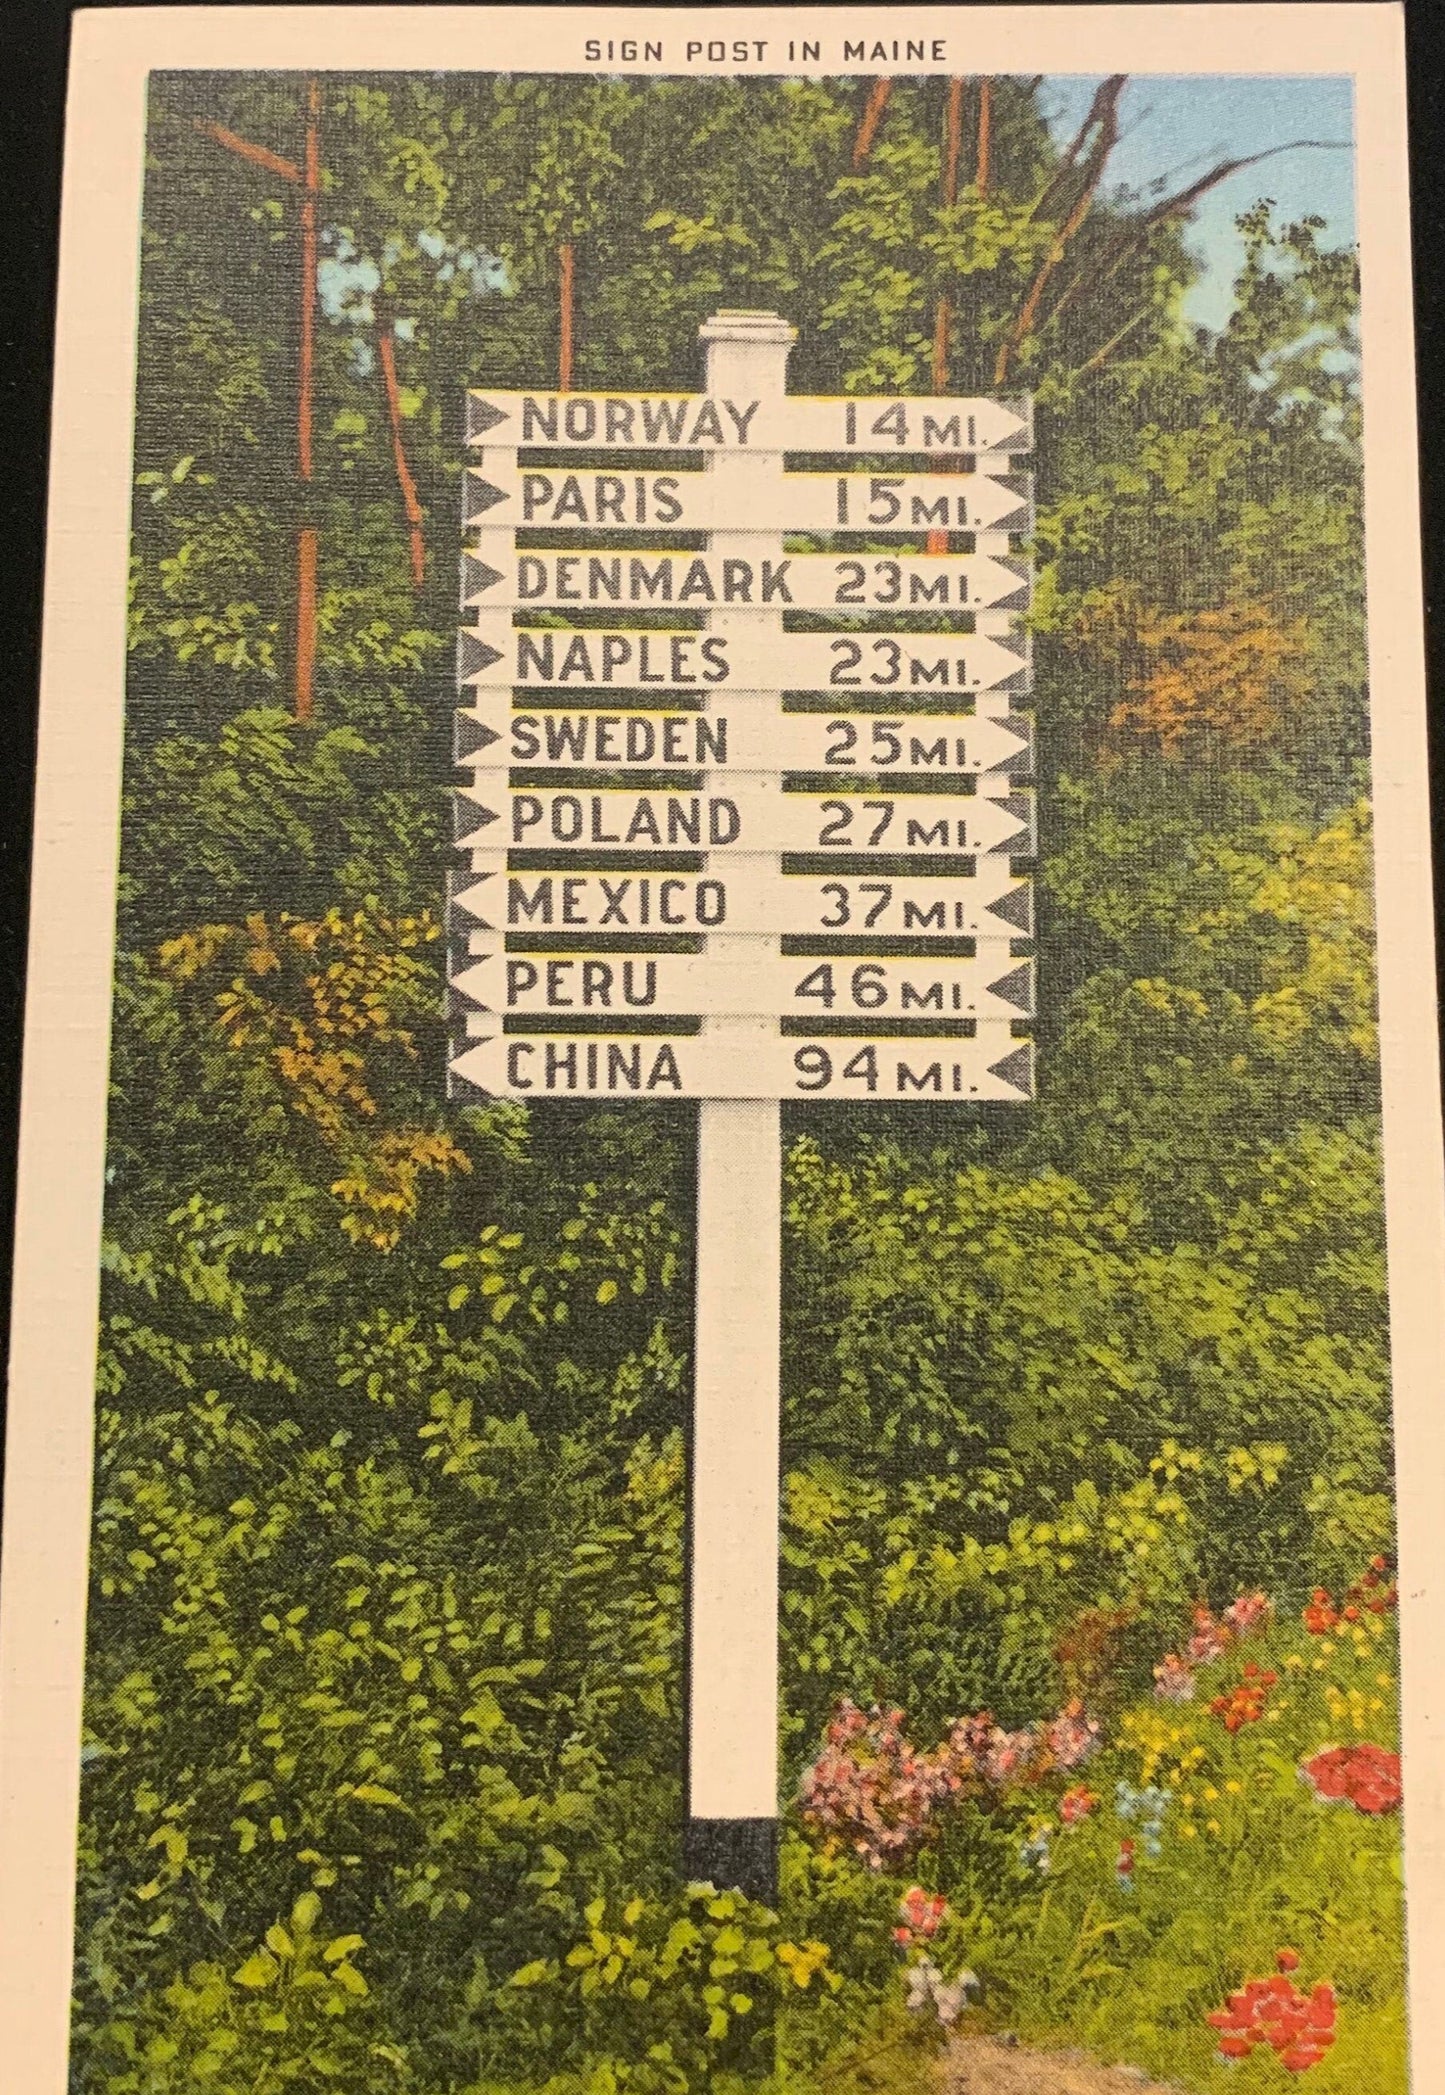 SIGN POST IN MAINE
NORWAY 14 MI.
PARIS 15 MI.
DENMARK 23 MI.
NAPLES 23 MI.
SWEDEN 25 MI.
POLAND 27 MI.
MEXICO 37 MI.
PERU 46 MI.
CHINA 94 MI.